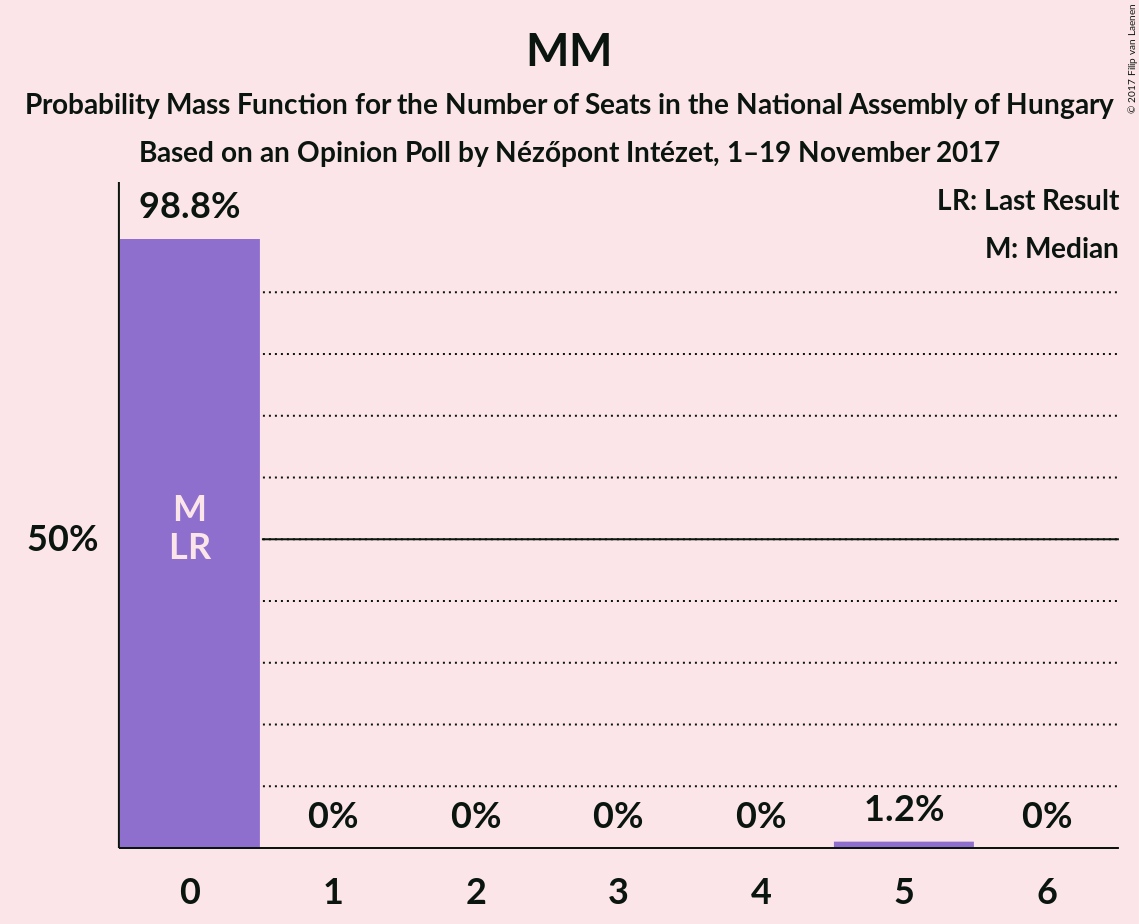 MM
Probability Mass Function for the Number of Seats in the National Assembly of Hungary
Based on an Opinion Poll by Nézőpont Intézet, 1–19 November 2017
© 2017 Filip van Laenen
LR: Last Result
M: Median
98.8%
M
LR
50%
0%
0%
0%
0%
1.2%
0%
0
1
2
3
4
5
6